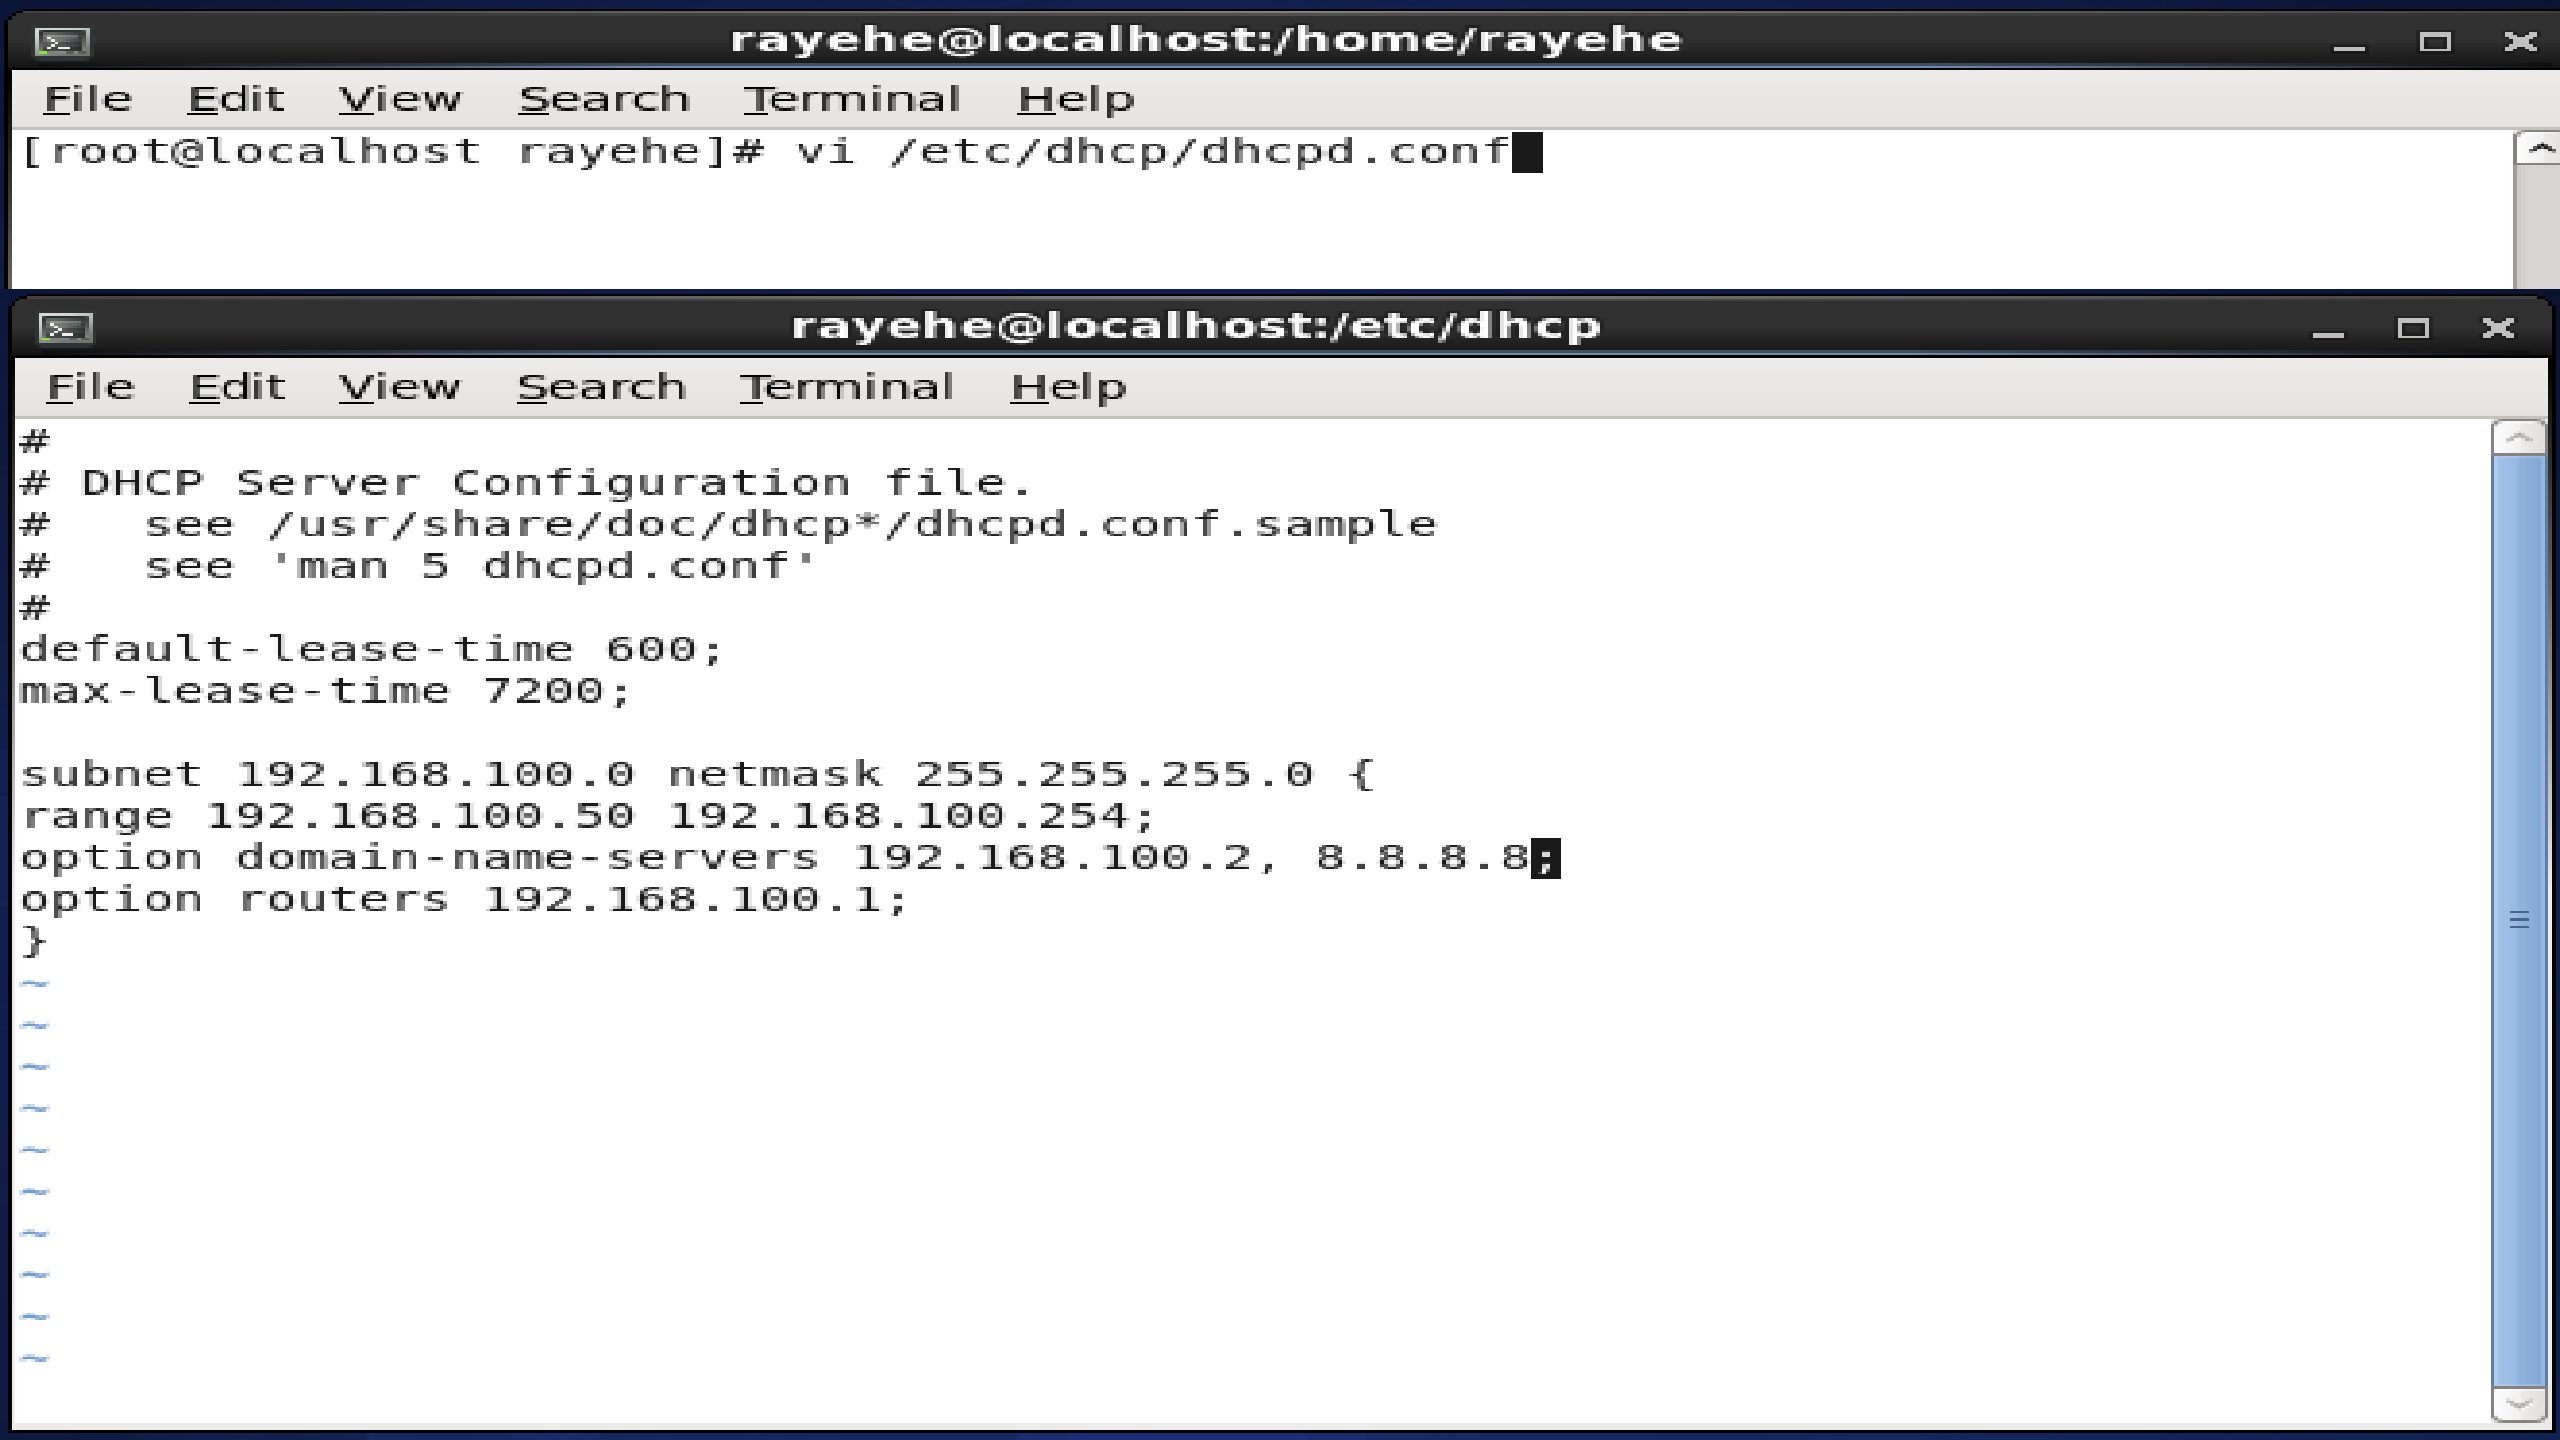 rayehe@localhost:/home/rayehe
File Edit View Search Terminal Help
[root@localhost rayehe]# vi /etc/dhcp/dhcpd.conf
rayehe@localhost:/etc/dhcp
File Edit View Search Terminal Help
#
# DHCP Server Configuration file.
#   see /usr/share/doc/dhcp*/dhcpd.conf.sample
#   see 'man 5 dhcpd.conf'
#
default-lease-time 600;
max-lease-time 7200;

subnet 192.168.100.0 netmask 255.255.255.0 {
range 192.168.100.50 192.168.100.254;
option domain-name-servers 192.168.100.2, 8.8.8.8;
option routers 192.168.100.1;
}
~
~
~
~
~
~
~
~
~
~